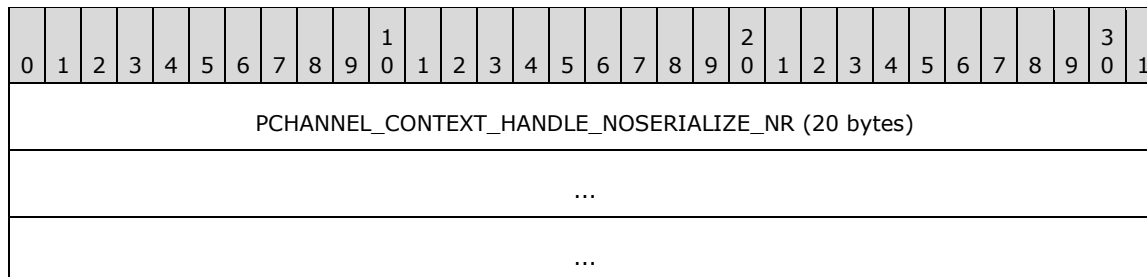 1 2 3
0 1 2 3 4 5 6 7 8 9 0 1 2 3 4 5 6 7 8 9 0 1 2 3 4 5 6 7 8 9 0 1
PCHANNEL_CONTEXT_HANDLE_NOSERIALIZE_NR (20 bytes)
...
...